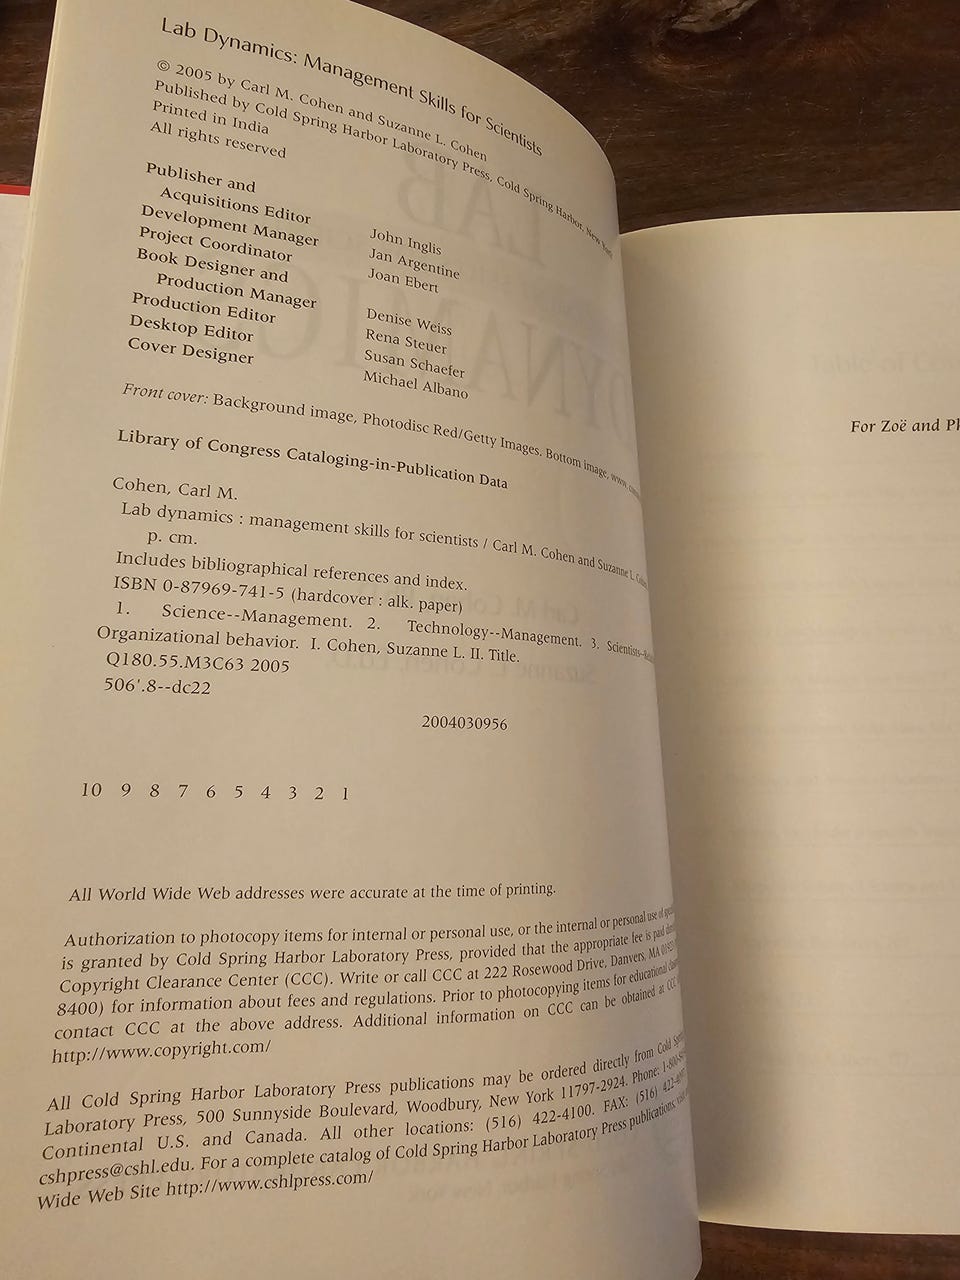 Lab Dynamics: Management Skills for Scientists
© 2005 by Carl M. Cohen and Suzanne L. Cohen
Published by Cold Spring Harbor Laboratory Press, Cold Spring Harbor, New York
Printed in India
All rights reserved
Publisher and
Acquisitions Editor John Inglis
Development Manager Jan Argentine
Project Coordinator Joan Ebert
Book Designer and
Production Manager Denise Weiss
Production Editor Rena Steuer
Desktop Editor Susan Schaefer
Cover Designer Michael Albano
Front cover: Background image, Photodisc Red/Getty Images. Bottom image, www.
Library of Congress Cataloging-in-Publication Data
Cohen, Carl M.
Lab dynamics : management skills for scientists / Carl M. Cohen and Suzanne L. Cohen
p. cm.
Includes bibliographical references and index.
ISBN 0-87969-741-5 (hardcover : alk. paper)
1. Science--Management. 2. Technology--Management. 3. Scientists--
Organizational behavior. I. Cohen, Suzanne L. II. Title.
Q180.55.M3C63 2005
506'.8--dc22
2004030956
10 9 8 7 6 5 4 3 2 1
All World Wide Web addresses were accurate at the time of printing.
Authorization to photocopy items for internal or personal use, or the internal or personal use of
is granted by Cold Spring Harbor Laboratory Press, provided that the appropriate fee is paid
Copyright Clearance Center (CCC). Write or call CCC at 222 Rosewood Drive, Danvers, MA
8400) for information about fees and regulations. Prior to photocopying items for educational
contact CCC at the above address. Additional information on CCC can be obtained at CCC
http://www.copyright.com/
All Cold Spring Harbor Laboratory Press publications may be ordered directly from Cold
Laboratory Press, 500 Sunnyside Boulevard, Woodbury, New York 11797-2924. Phone:
Continental U.S. and Canada. All other locations: (516) 422-4100. FAX: (516)
cshpress@cshl.edu. For a complete catalog of Cold Spring Harbor Laboratory Press publications,
Wide Web Site http://www.cshlpress.com/
For Zoë and